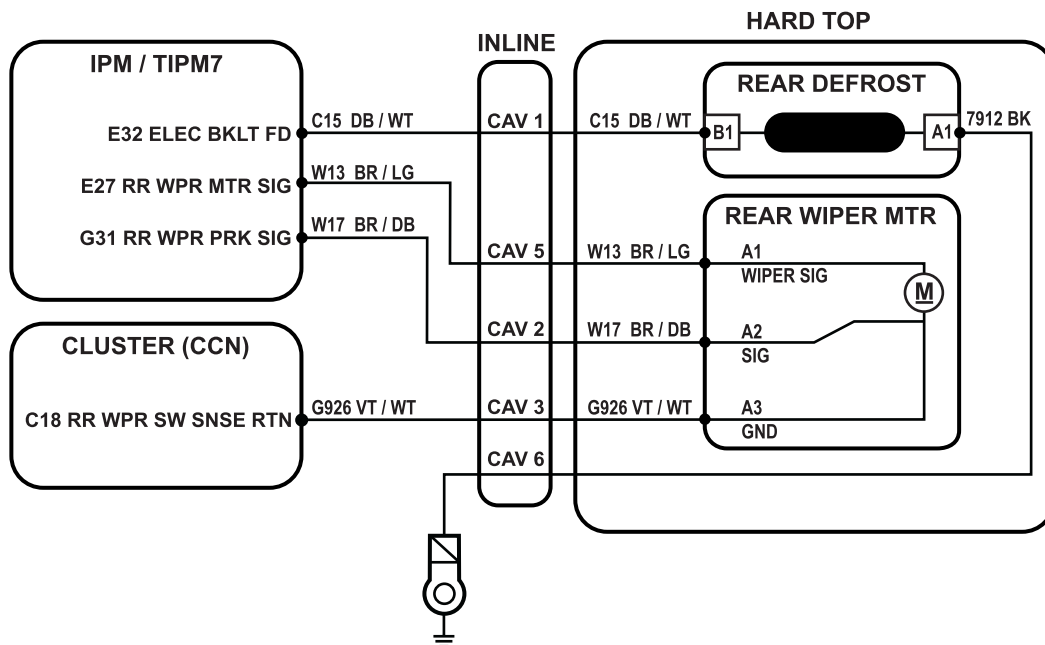 HARD TOP
INLINE
IPM / TIPM7
E32 ELEC BKLT FD
E27 RR WPR MTR SIG
G31 RR WPR PRK SIG
C15 DB / WT
W13 BR / LG
W17 BR / DB
CLUSTER (CCN)
C18 RR WPR SW SNSE RTN
G926 VT / WT
CAV 1
CAV 5
CAV 2
CAV 3
CAV 6
C15 DB / WT
W13 BR / LG
W17 BR / DB
G926 VT / WT
REAR DEFROST
B1
A1
7912 BK
REAR WIPER MTR
A1
WIPER SIG
M
A2
SIG
A3
GND